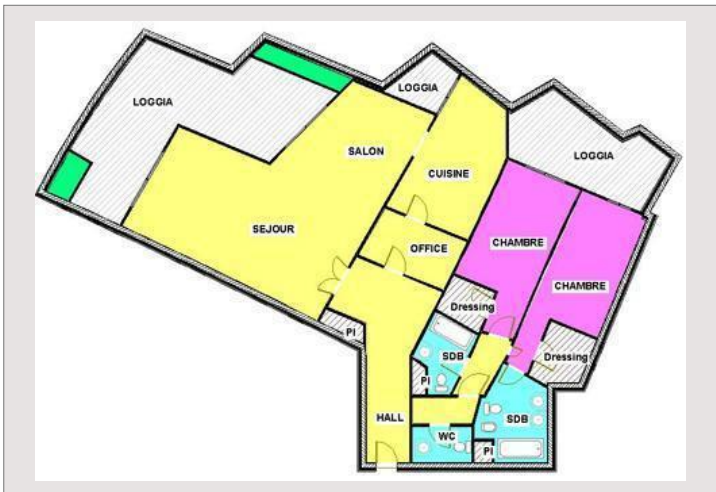 LOGGIA
LOGGIA
SALON
CUISINE
LOGGIA
SEJOUR
OFFICE
CHAMBRE
CHAMBRE
Dressing
PI
SDB
Dressing
PI
HALL
SDB
WC
PI